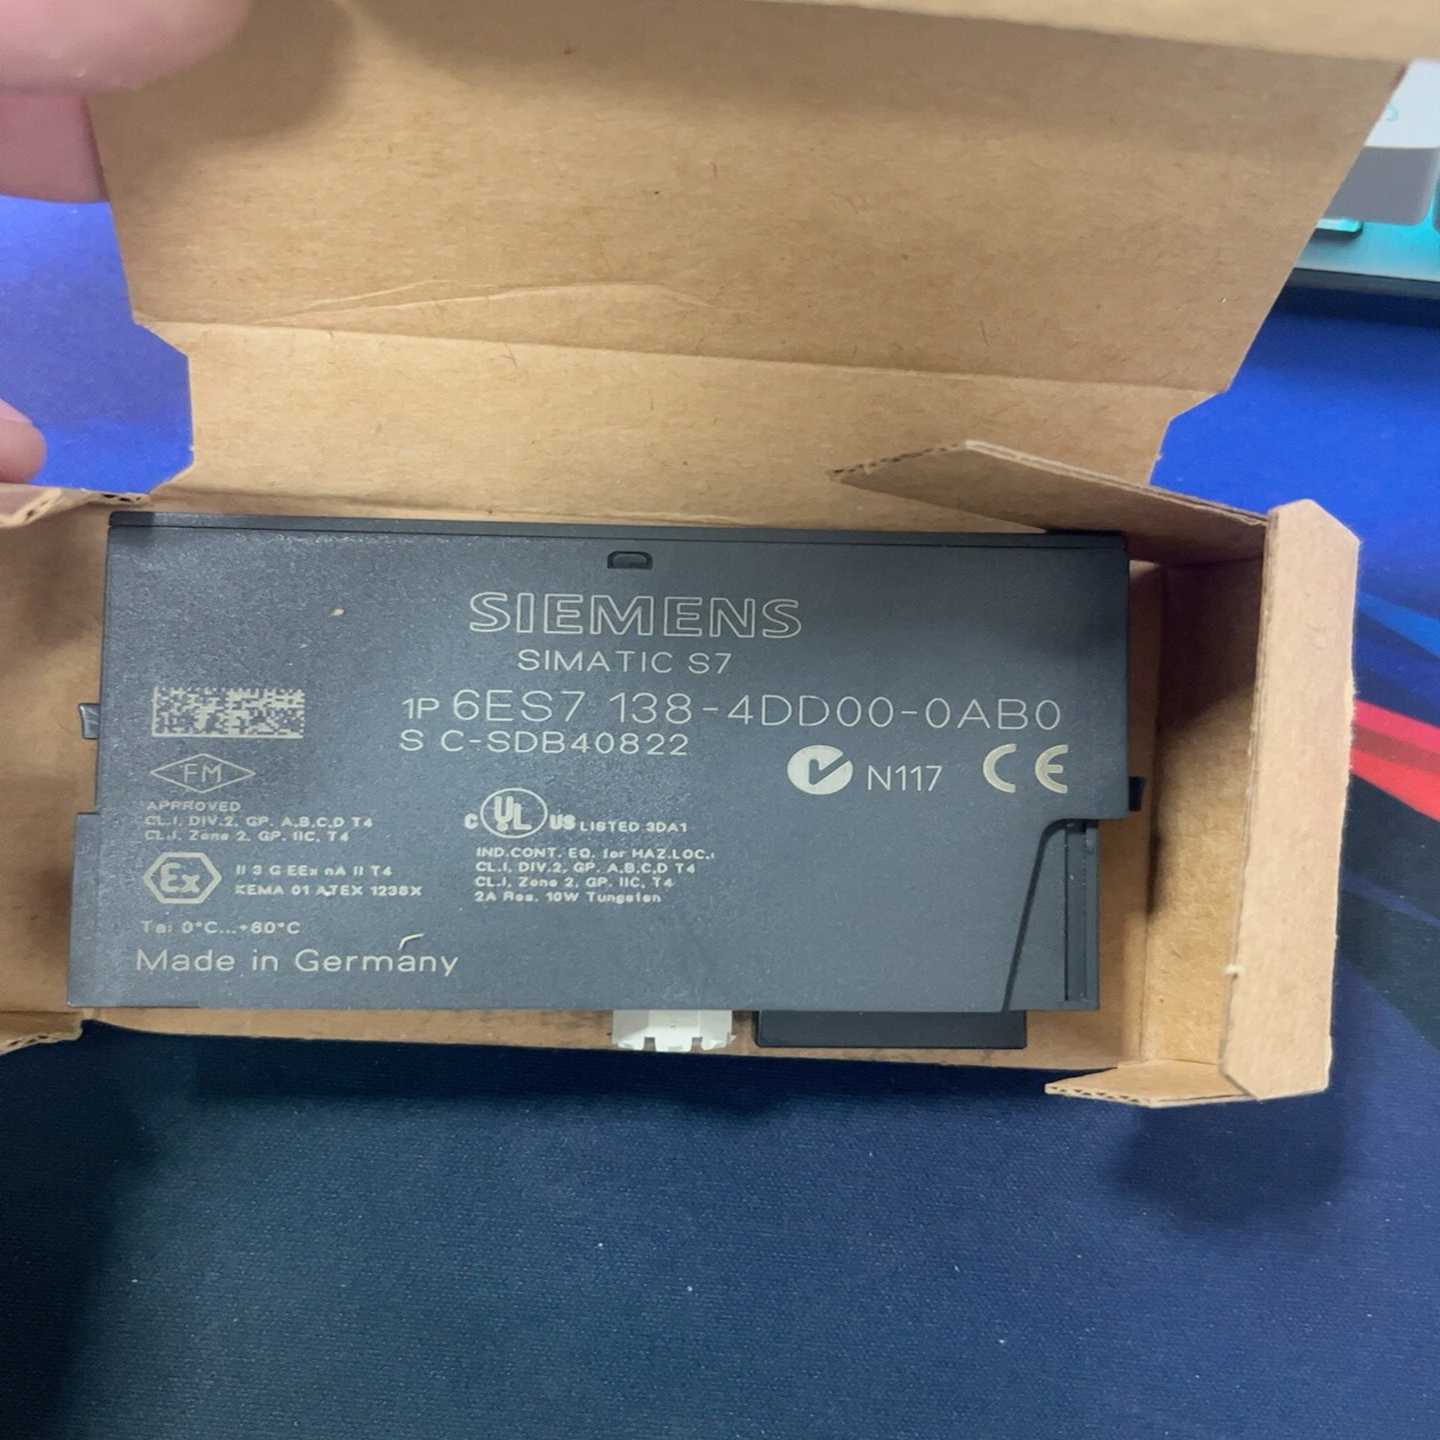 SIEMENS
SIMATIC S7
1P 6ES7 138-4DD00-0AB0
S C-SDB40822
N117 CE
FM
APPROVED
CL.I, DIV.2, GP. A,B,C,D T4
CL.I, Zone 2, GP. IIC, T4
Ex
II 3 G EEx nA II T4
KEMA 01 ATEX 1238X
Ta: 0°C...+60°C
Made in Germany
C UL US LISTED 3DA1
IND.CONT. EQ. for HAZ.LOC.:
CL.I, DIV.2, GP. A,B,C,D T4
CL.I, Zone 2, GP. IIC, T4
2A Res. 10W Tungsten